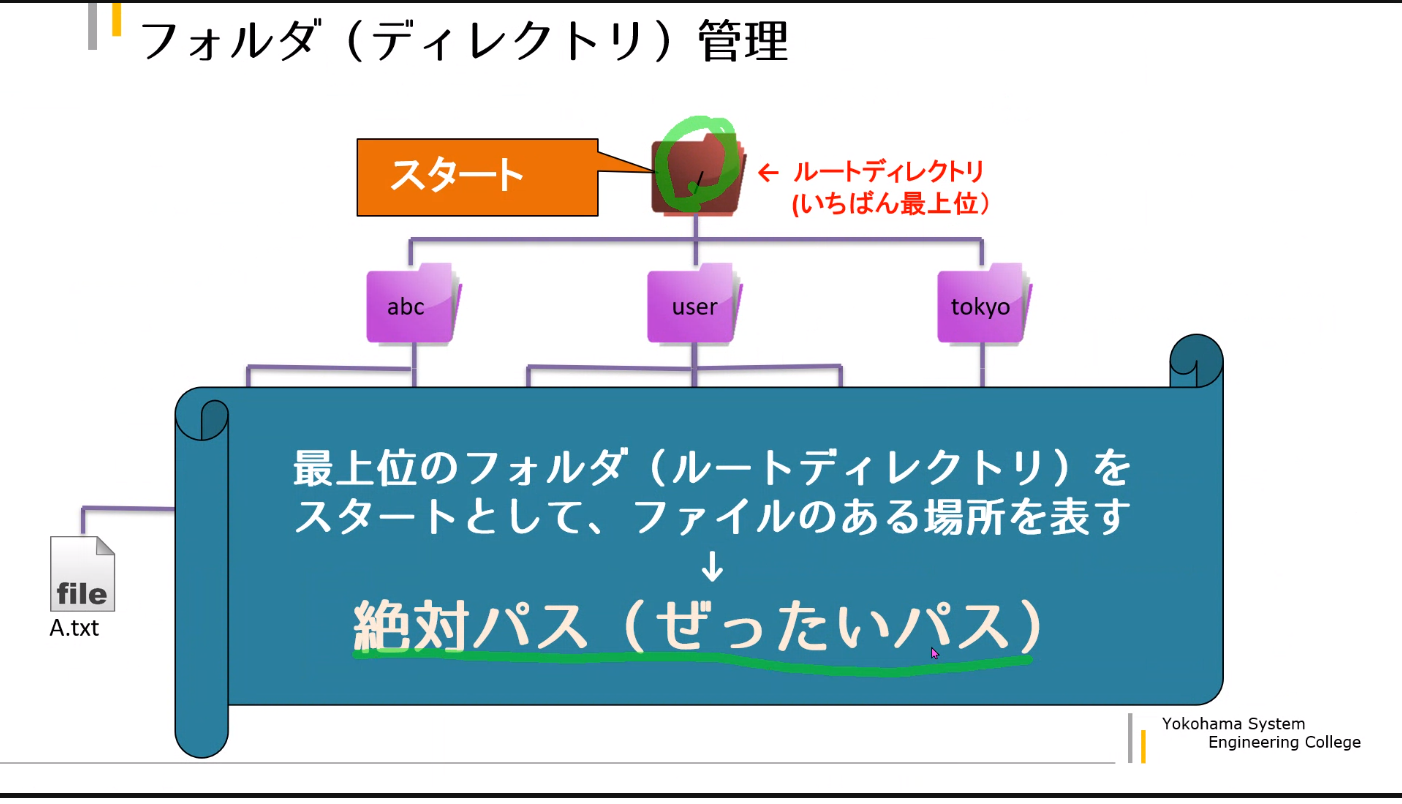 フォルダ（ディレクトリ）管理
スタート
/
← ルートディレクトリ
(いちばん最上位）
abc
user
tokyo
最上位のフォルダ（ルートディレクトリ）を
スタートとして、ファイルのある場所を表す
↓
絶対パス（ぜったいパス）
file
A.txt
Yokohama System
Engineering College